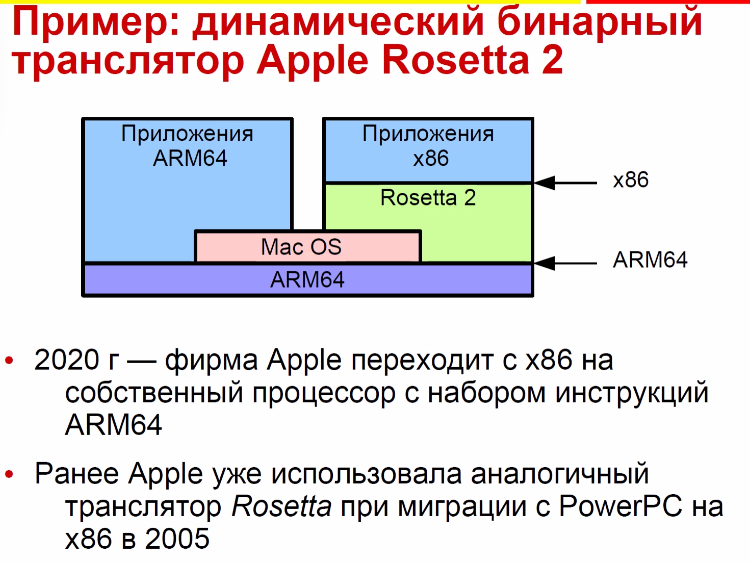 Пример: динамический бинарный
транслятор Apple Rosetta 2
Приложения
ARM64
Приложения
x86
x86
Rosetta 2
Mac OS
ARM64
ARM64
• 2020 г — фирма Apple переходит с x86 на
собственный процессор с набором инструкций
ARM64
• Ранее Apple уже использовала аналогичный
транслятор Rosetta при миграции с PowerPC на
x86 в 2005